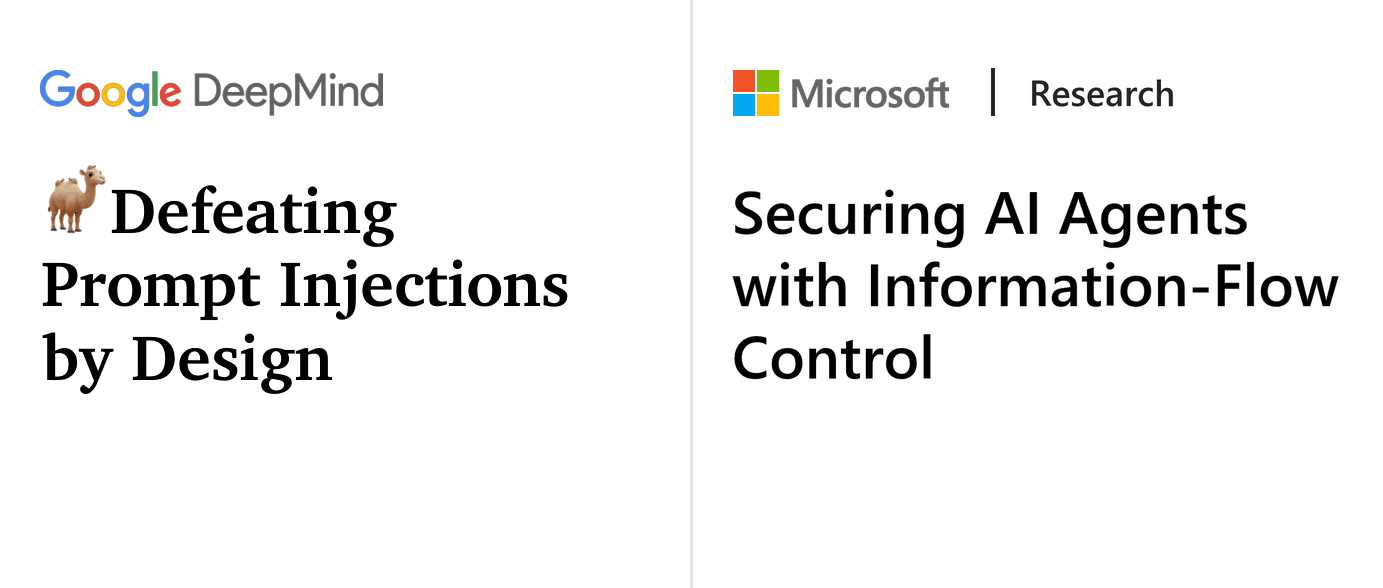 Google DeepMind
Defeating
Prompt Injections
by Design
Microsoft | Research
Securing AI Agents
with Information-Flow
Control